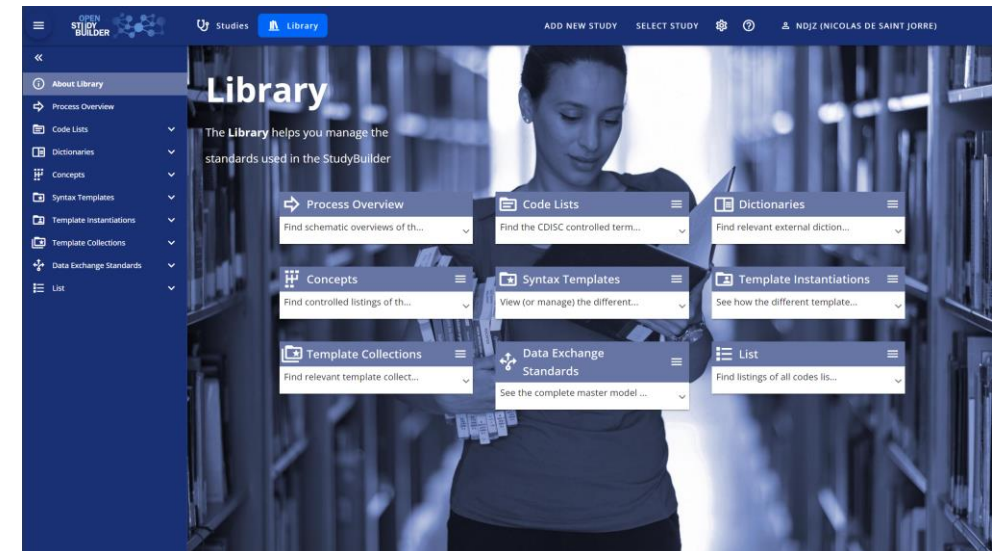 OPEN
STUDY
BUILDER
Studies
Library
ADD NEW STUDY
SELECT STUDY
NDJZ (NICOLAS DE SAINT JORRE)
About Library
Process Overview
Code Lists
Dictionaries
Concepts
Syntax Templates
Template Instantiations
Template Collections
Data Exchange Standards
List
Library
The Library helps you manage the
standards used in the StudyBuilder
Process Overview
Find schematic overviews of th...
Code Lists
Find the CDISC controlled term...
Dictionaries
Find relevant external diction...
Concepts
Find controlled listings of th...
Syntax Templates
View (or manage) the different...
Template Instantiations
See how the different template...
Template Collections
Find relevant template collect...
Data Exchange
Standards
See the complete master model ...
List
Find listings of all codes lis...